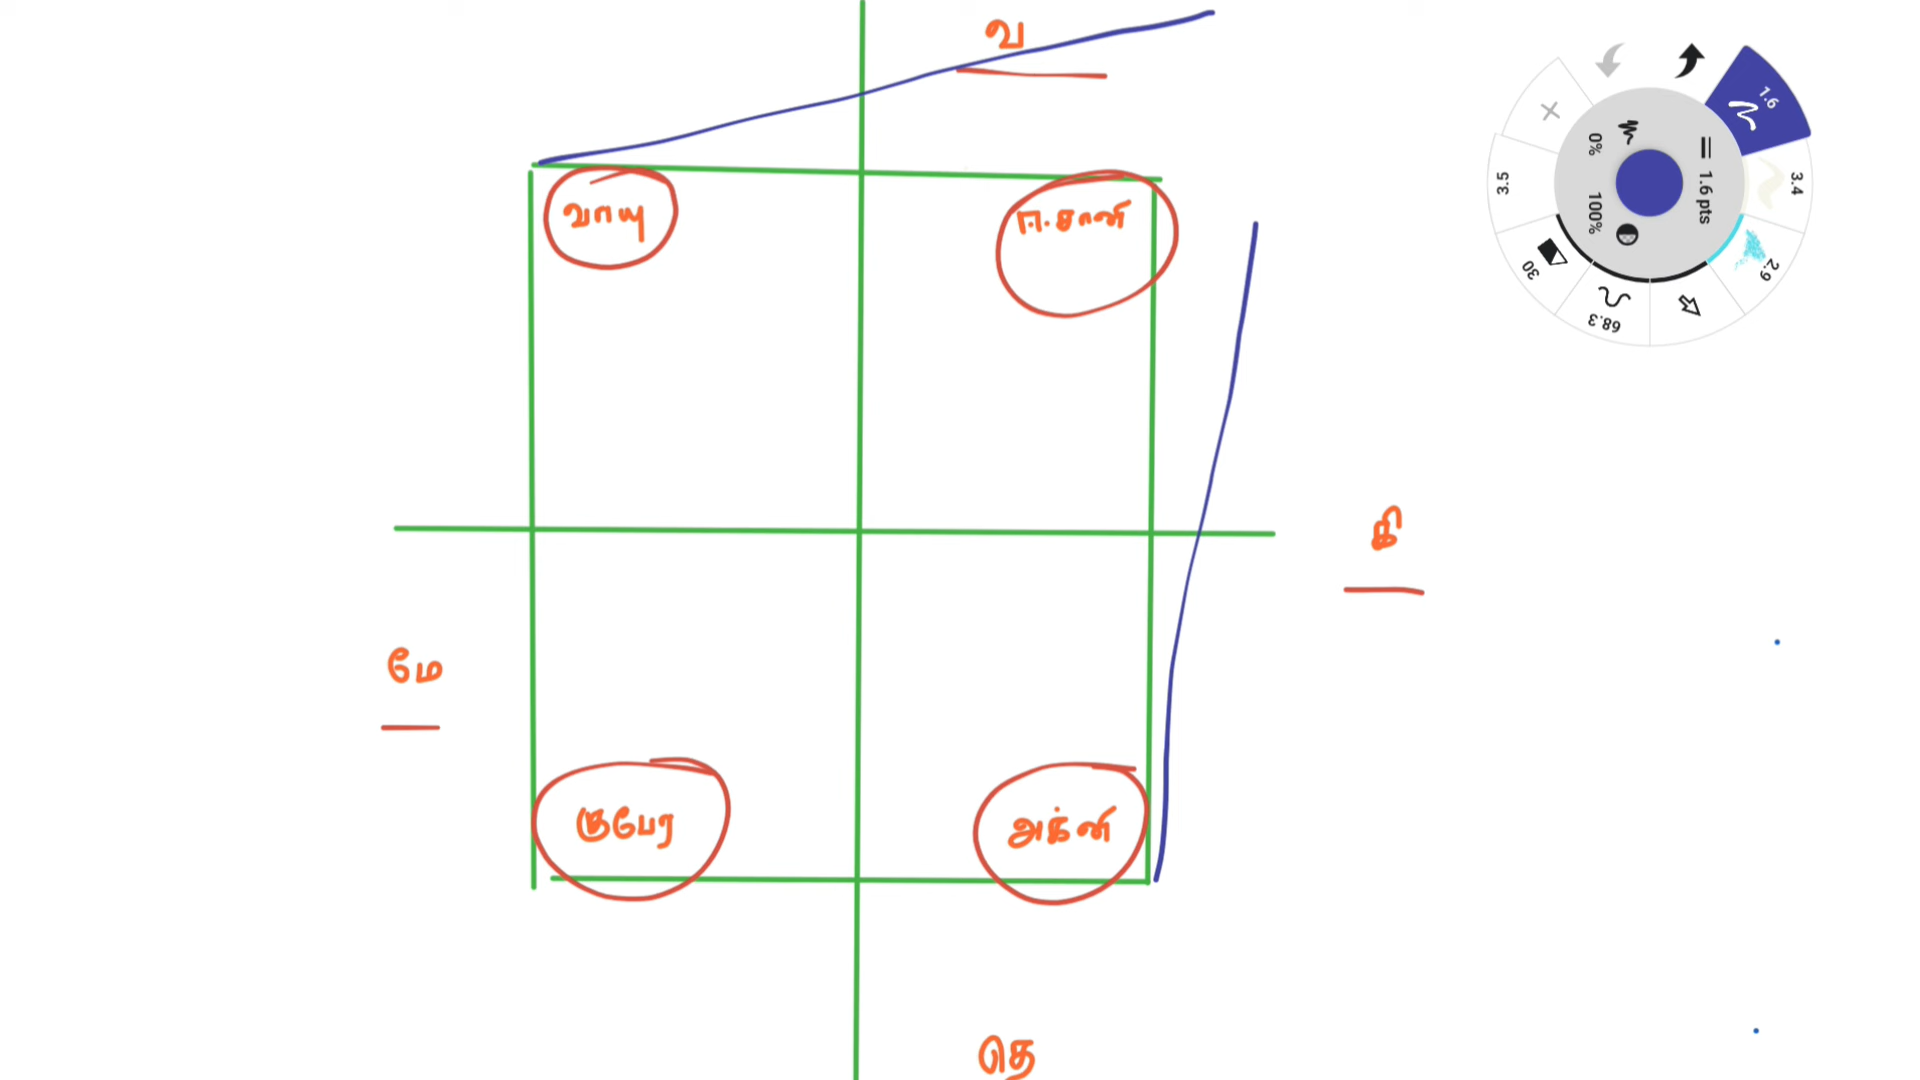 வ
வாயு
ஈ.சானி
கி
மே
குபேர
அக்னி
தெ
1.6
3.4
2.9
68.3
30
3.5
0%
100%
1.6 pts